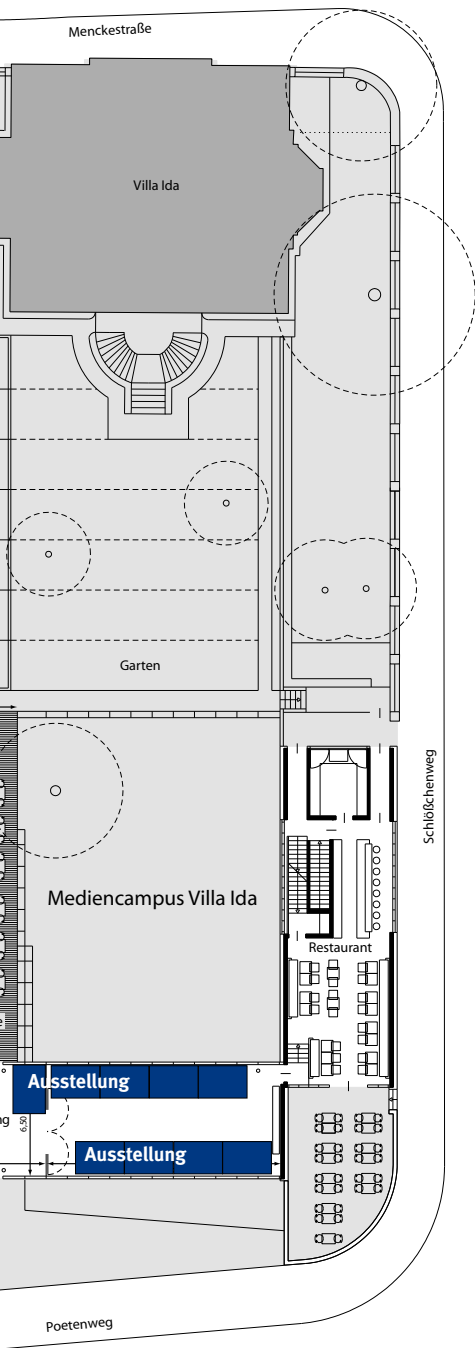 Menckestraße
Villa Ida
Garten
Schlößchenweg
Mediencampus Villa Ida
Restaurant
Ausstellung
6,50
Ausstellung
Poetenweg